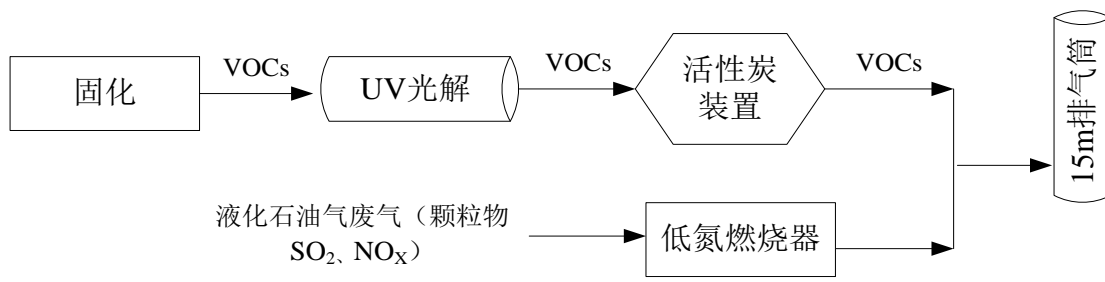 固化
VOCs
UV光解
VOCs
活性炭
装置
VOCs
15m排气筒
液化石油气废气（颗粒物
SO₂、NOX）
低氮燃烧器